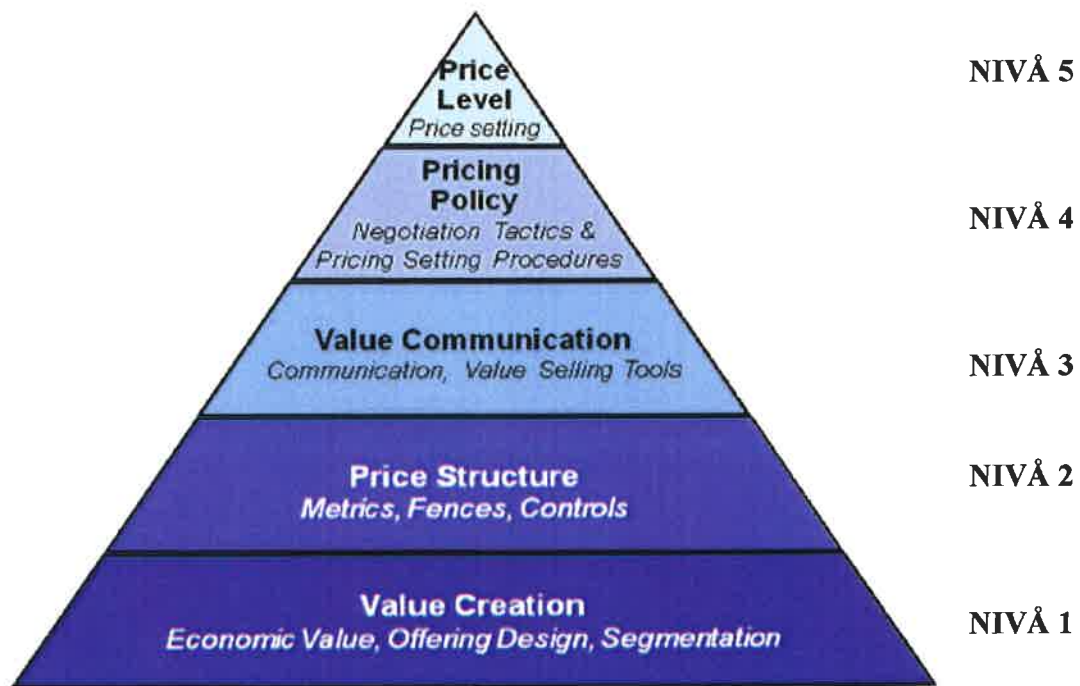 Price
Level
Price setting
NIVÅ 5
Pricing
Policy
Negotiation Tactics &
Pricing Setting Procedures
NIVÅ 4
Value Communication
Communication, Value Selling Tools
NIVÅ 3
Price Structure
Metrics, Fences, Controls
NIVÅ 2
Value Creation
Economic Value, Offering Design, Segmentation
NIVÅ 1